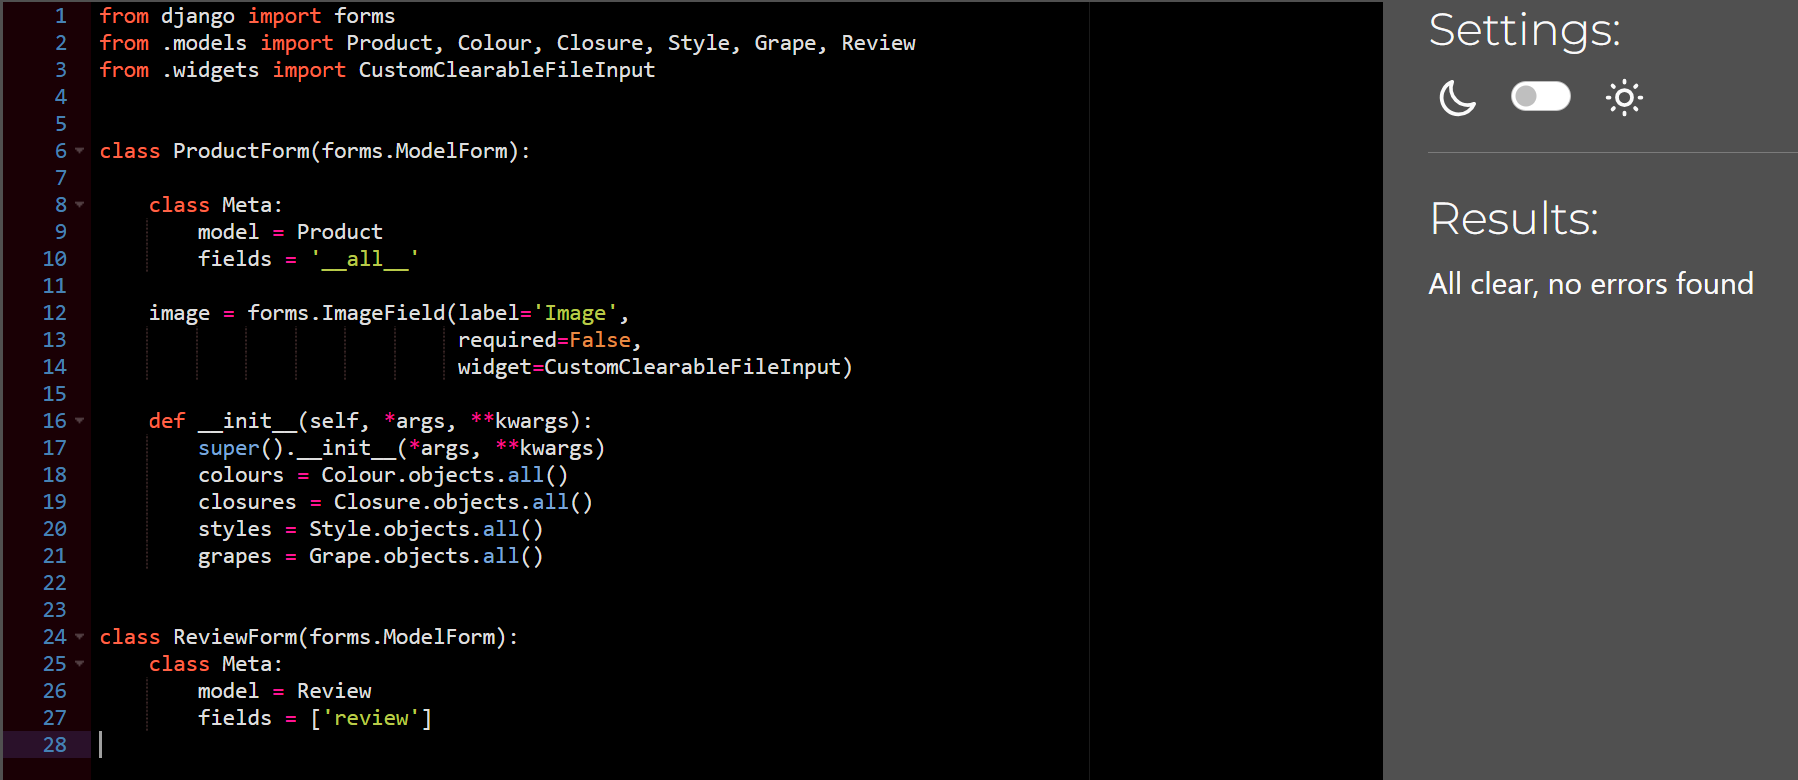 1 from django import forms
2 from .models import Product, Colour, Closure, Style, Grape, Review
3 from .widgets import CustomClearableFileInput
4
5
6 class ProductForm(forms.ModelForm):
7
8     class Meta:
9         model = Product
10         fields = '__all__'
11
12     image = forms.ImageField(label='Image',
13                              required=False,
14                              widget=CustomClearableFileInput)
15
16     def __init__(self, *args, **kwargs):
17         super().__init__(*args, **kwargs)
18         colours = Colour.objects.all()
19         closures = Closure.objects.all()
20         styles = Style.objects.all()
21         grapes = Grape.objects.all()
22
23
24 class ReviewForm(forms.ModelForm):
25     class Meta:
26         model = Review
27         fields = ['review']
28
Settings:
Results:
All clear, no errors found